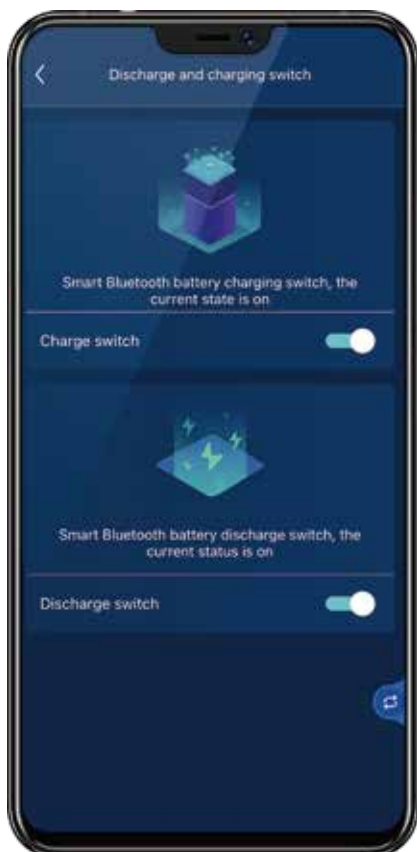 Discharge and charging switch
Smart Bluetooth battery charging switch, the
current state is on
Charge switch
Smart Bluetooth battery discharge switch, the
current status is on
Discharge switch